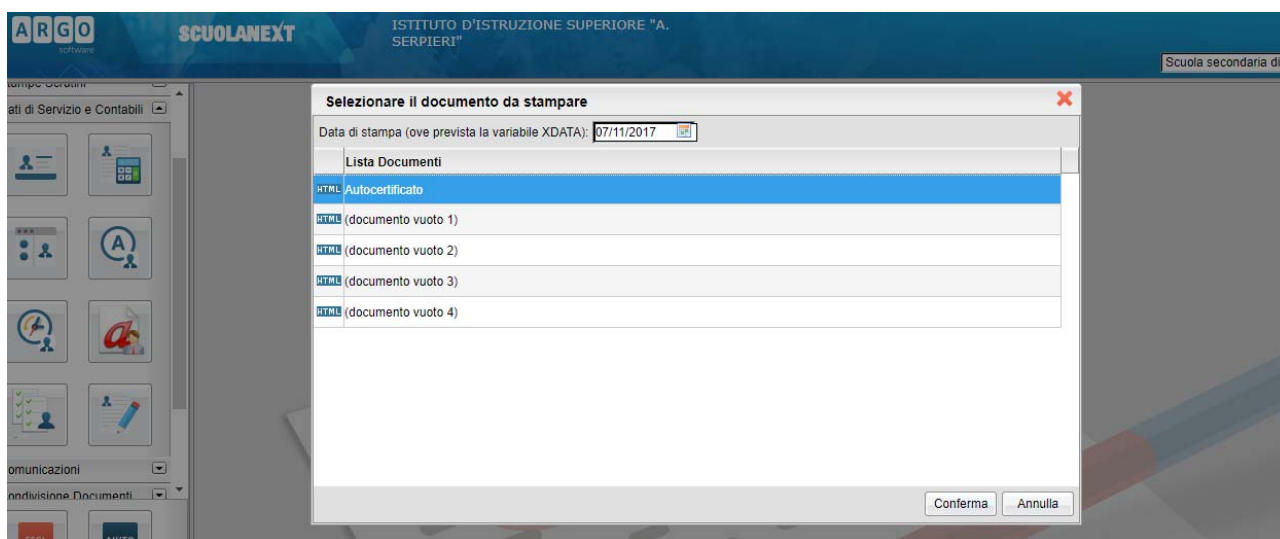 ARGO
software
SCUOLANEXT
ISTITUTO D'ISTRUZIONE SUPERIORE "A.
SERPIERI"
Scuola secondaria di
ati di Servizio e Contabili
Selezionare il documento da stampare
Data di stampa (ove prevista la variabile XDATA): 07/11/2017
Lista Documenti
HTML Autocertificato
HTML (documento vuoto 1)
HTML (documento vuoto 2)
HTML (documento vuoto 3)
HTML (documento vuoto 4)
A
a
omunicazioni
ondivisione Documenti
Conferma Annulla